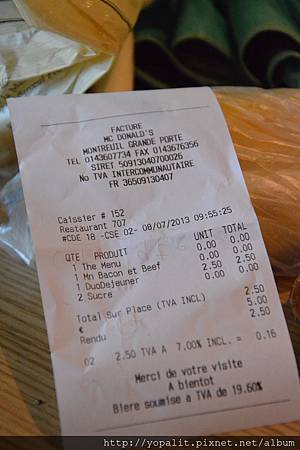 FACTURE
MC DONALD'S
MONTREUIL GRANDE PORTE
TEL 0143607734 FAX 0143676356
SIRET 50913040700026
No TVA INTERCOMMUNAUTAIRE
FR 36509130407
Caissier # 152
Restaurant 707
#CDE 18 -CSE 02- 08/07/2013 09:55:25
QTE PRODUIT UNIT TOTAL
1 The Menu 0.00 0.00
1 Mn Bacon et Beef 0.00 0.00
1 DuoDejeuner 2.50 2.50
2 Sucre 0.00 0.00
Total Sur Place (TVA INCL) 2.50
€ 5.00
Rendu 2.50
02 2.50 TVA A 7.00% INCL. = 0.16
Merci de votre visite
A bientot
Biere soumise a TVA de 19.60%
http://yopalit.pixnet.net/album